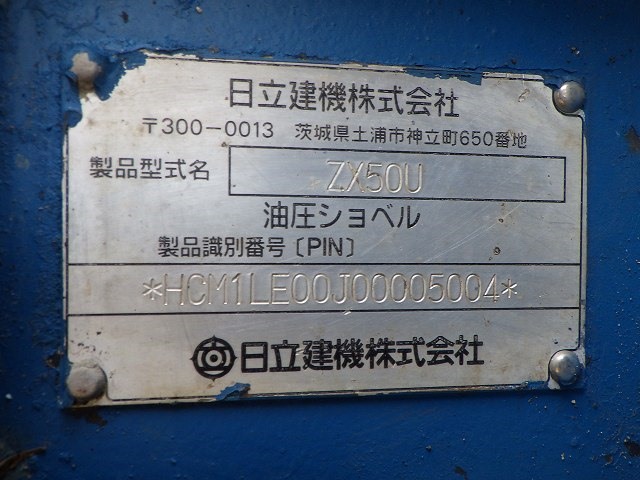 日立建機株式会社
〒300-0013 茨城県土浦市神立町650番地
製品型式名 ZX50U
油圧ショベル
製品識別番号〔PIN〕
*HCM1LE00J00005004*
日立建機株式会社